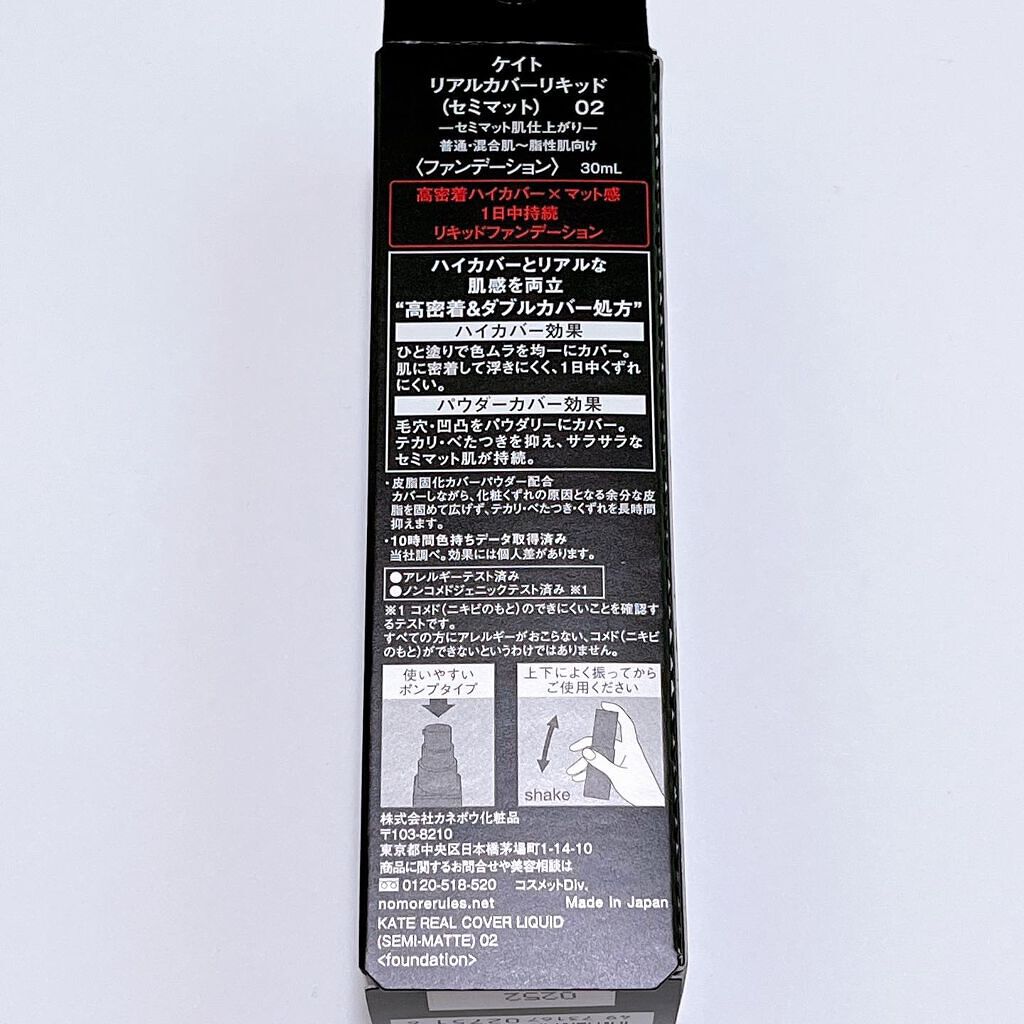 ケイト
リアルカバーリキッド
(セミマット) 02
―セミマット肌仕上がり―
普通・混合肌～脂性肌向け
〈ファンデーション〉 30mL
高密着ハイカバー×マット感
1日中持続
リキッドファンデーション
ハイカバーとリアルな
肌感を両立
“高密着&ダブルカバー処方”
ハイカバー効果
ひと塗りで色ムラを均一にカバー。
肌に密着して浮きにくく、1日中くずれ
にくい。
パウダーカバー効果
毛穴・凹凸をパウダリーにカバー。
テカリ・べたつきを抑え、サラサラな
セミマット肌が持続。
・皮脂固化カバーパウダー配合
カバーしながら、化粧くずれの原因となる余分な皮
脂を固めて広げず、テカリ・べたつき・くずれを長時間
抑えます。
・10時間色持ちデータ取得済み
当社調べ。効果には個人差があります。
●アレルギーテスト済み
●ノンコメドジェニックテスト済み ※1
※1 コメド(ニキビのもと)のできにくいことを確認す
るテストです。
すべての方にアレルギーがおこらない、コメド(ニキビ
のもと)ができないというわけではありません。
使いやすい
ポンプタイプ
上下によく振ってから
ご使用ください
shake
株式会社カネボウ化粧品
〒103-8210
東京都中央区日本橋茅場町1-14-10
商品に関するお問合せや美容相談は
0120-518-520 コスメットDiv.
nomorerules.net Made in Japan
KATE REAL COVER LIQUID
(SEMI-MATTE) 02
<foundation>
0252